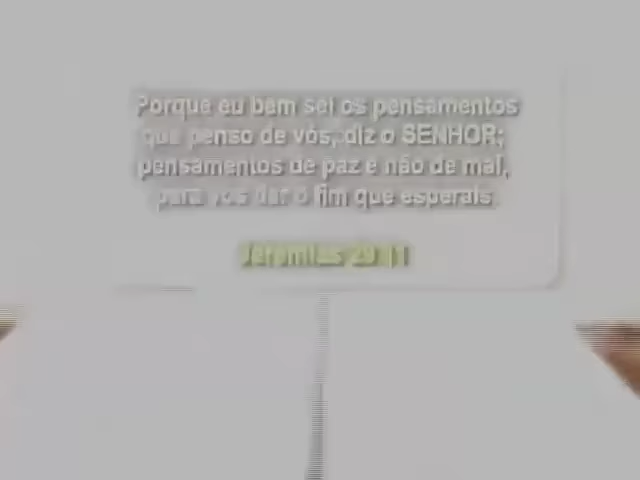 Porque eu bem sei os pensamentos
que penso de vós, diz o SENHOR;
pensamentos de paz e não de mal,
para vos dar o fim que esperais.
Jeremias 29 11